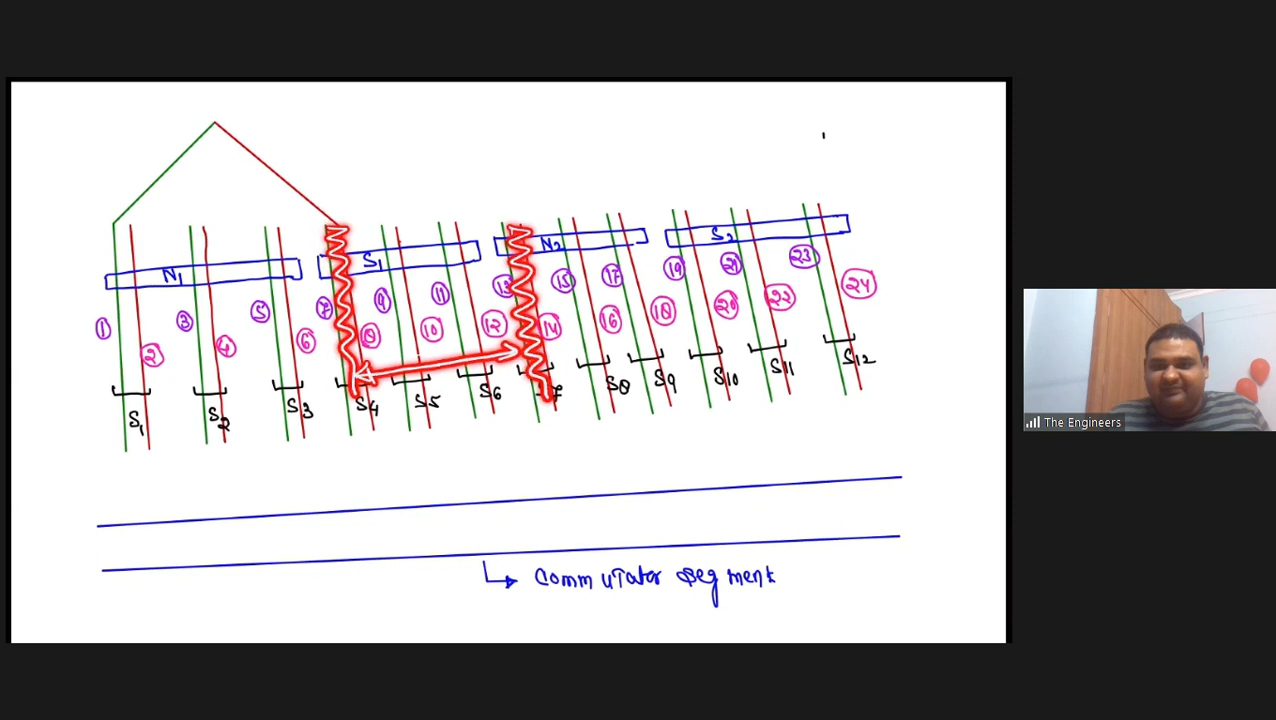 N1 S1 N2 S2
1 3 5 7 9 11 13 15 17 19 21 23
2 4 6 8 10 12 14 16 18 20 22 24
S1 S2 S3 S4 S5 S6 S7 S8 S9 S10 S11 S12
Commutator Segment
The Engineers